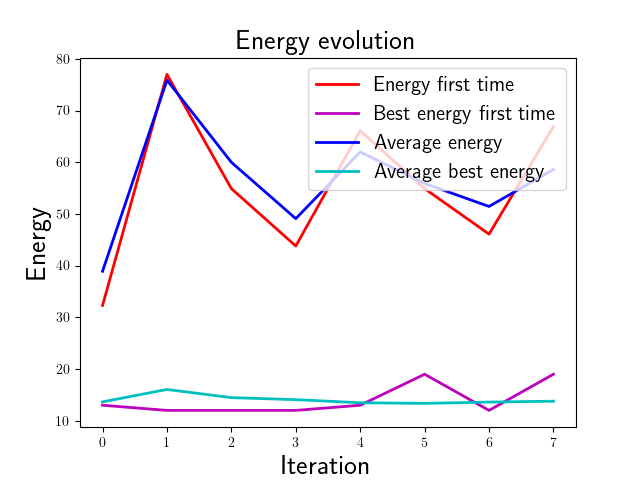 Energy evolution
80
70
60
50
40
30
20
10
Energy
Energy first time
Best energy first time
Average energy
Average best energy
0 1 2 3 4 5 6 7
Iteration